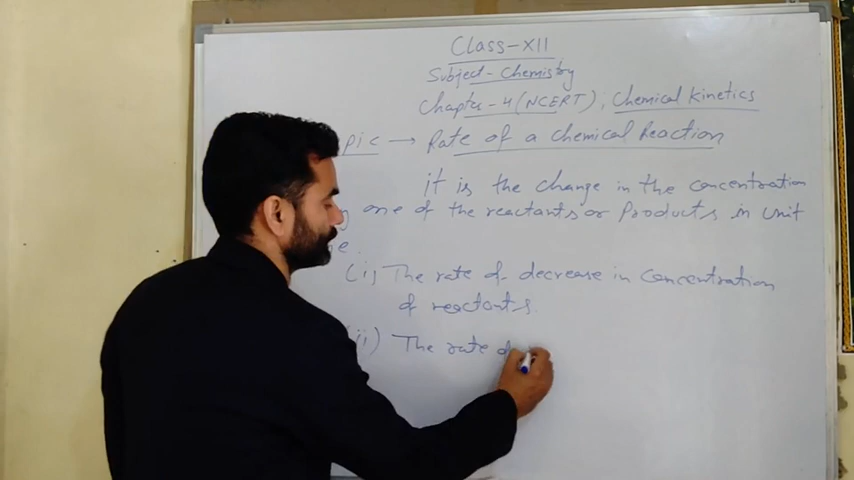 Class-XII
Subject-Chemistry
Chapter-4(NCERT), Chemical Kinetics
pic → Rate of a chemical Reaction
it is the change in the concentration
one of the reactants or Products in unit
e.
(i) The rate of decrease in concentration
of reactants.
ii) The rate of